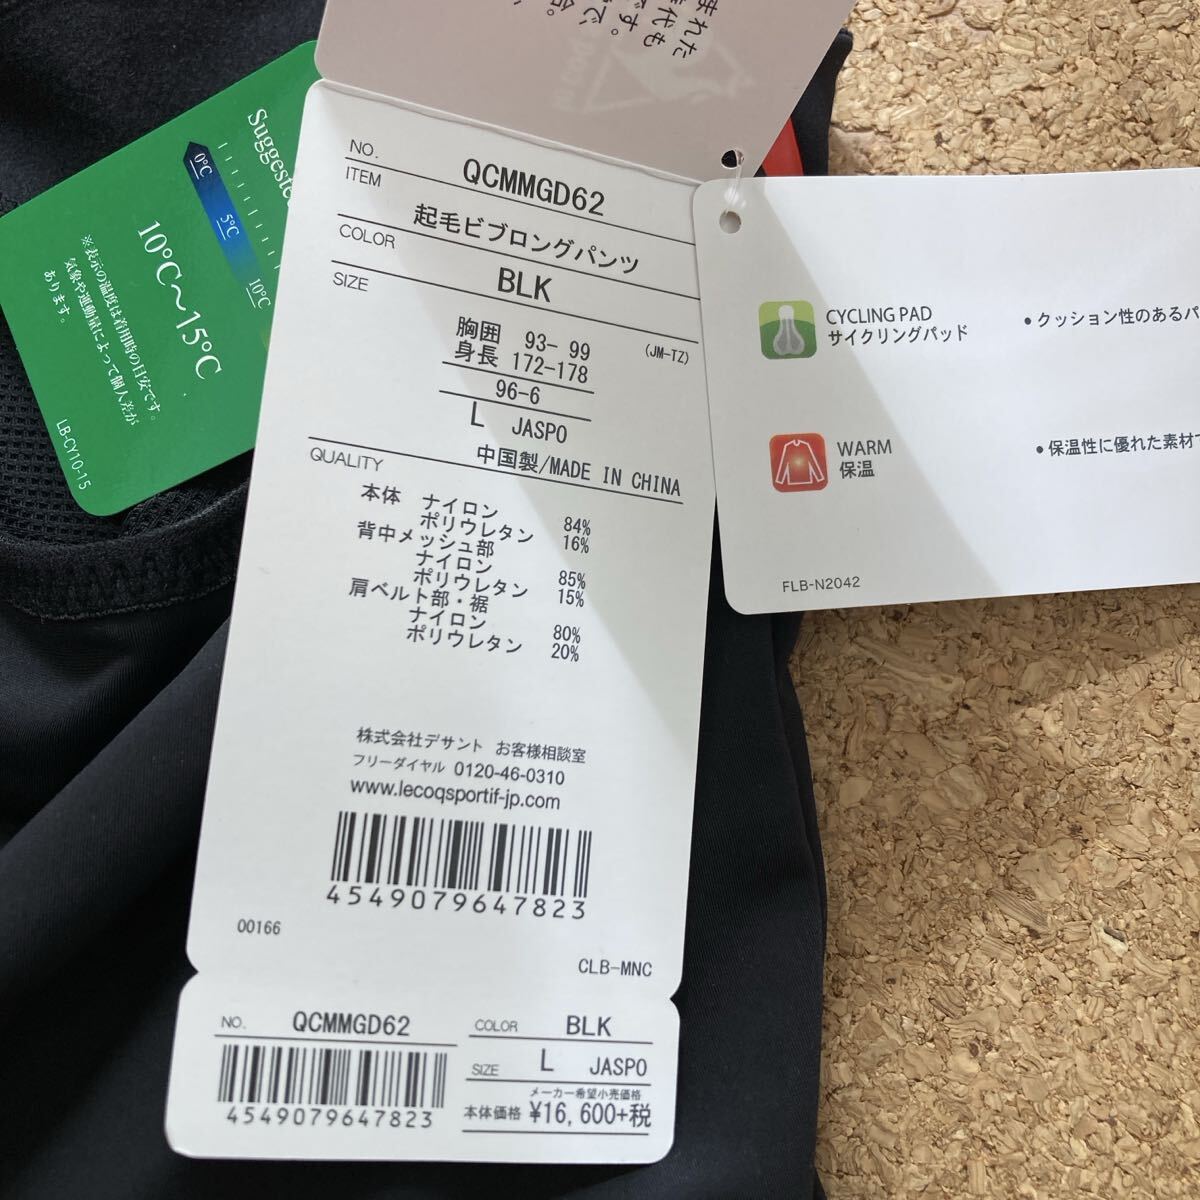 まれた
代も
です。
で
Suggeste
0℃
5℃
10℃
10℃〜15℃
※表示の温度は着用時の目安です。
気象や運動量によって個人差が
あります。
LB-CY10-15
NO. QCMMGD62
ITEM
起毛ビブロングパンツ
COLOR
BLK
SIZE
胸囲 93- 99
身長 172-178
(JM-TZ)
96-6
L JASPO
中国製/MADE IN CHINA
QUALITY
本体 ナイロン 84%
ポリウレタン 16%
背中メッシュ部
ナイロン 85%
ポリウレタン 15%
肩ベルト部・裾
ナイロン 80%
ポリウレタン 20%
株式会社デサント お客様相談室
フリーダイヤル 0120-46-0310
www.lecoqsportif-jp.com
4549079647823
00166
CLB-MNC
NO. QCMMGD62
4549079647823
COLOR BLK
SIZE L JASPO
メーカー希望小売価格
本体価格 ¥16,600+税
CYCLING PAD
サイクリングパッド
•クッション性のあるパ
WARM
保温
•保温性に優れた素材で
FLB-N2042